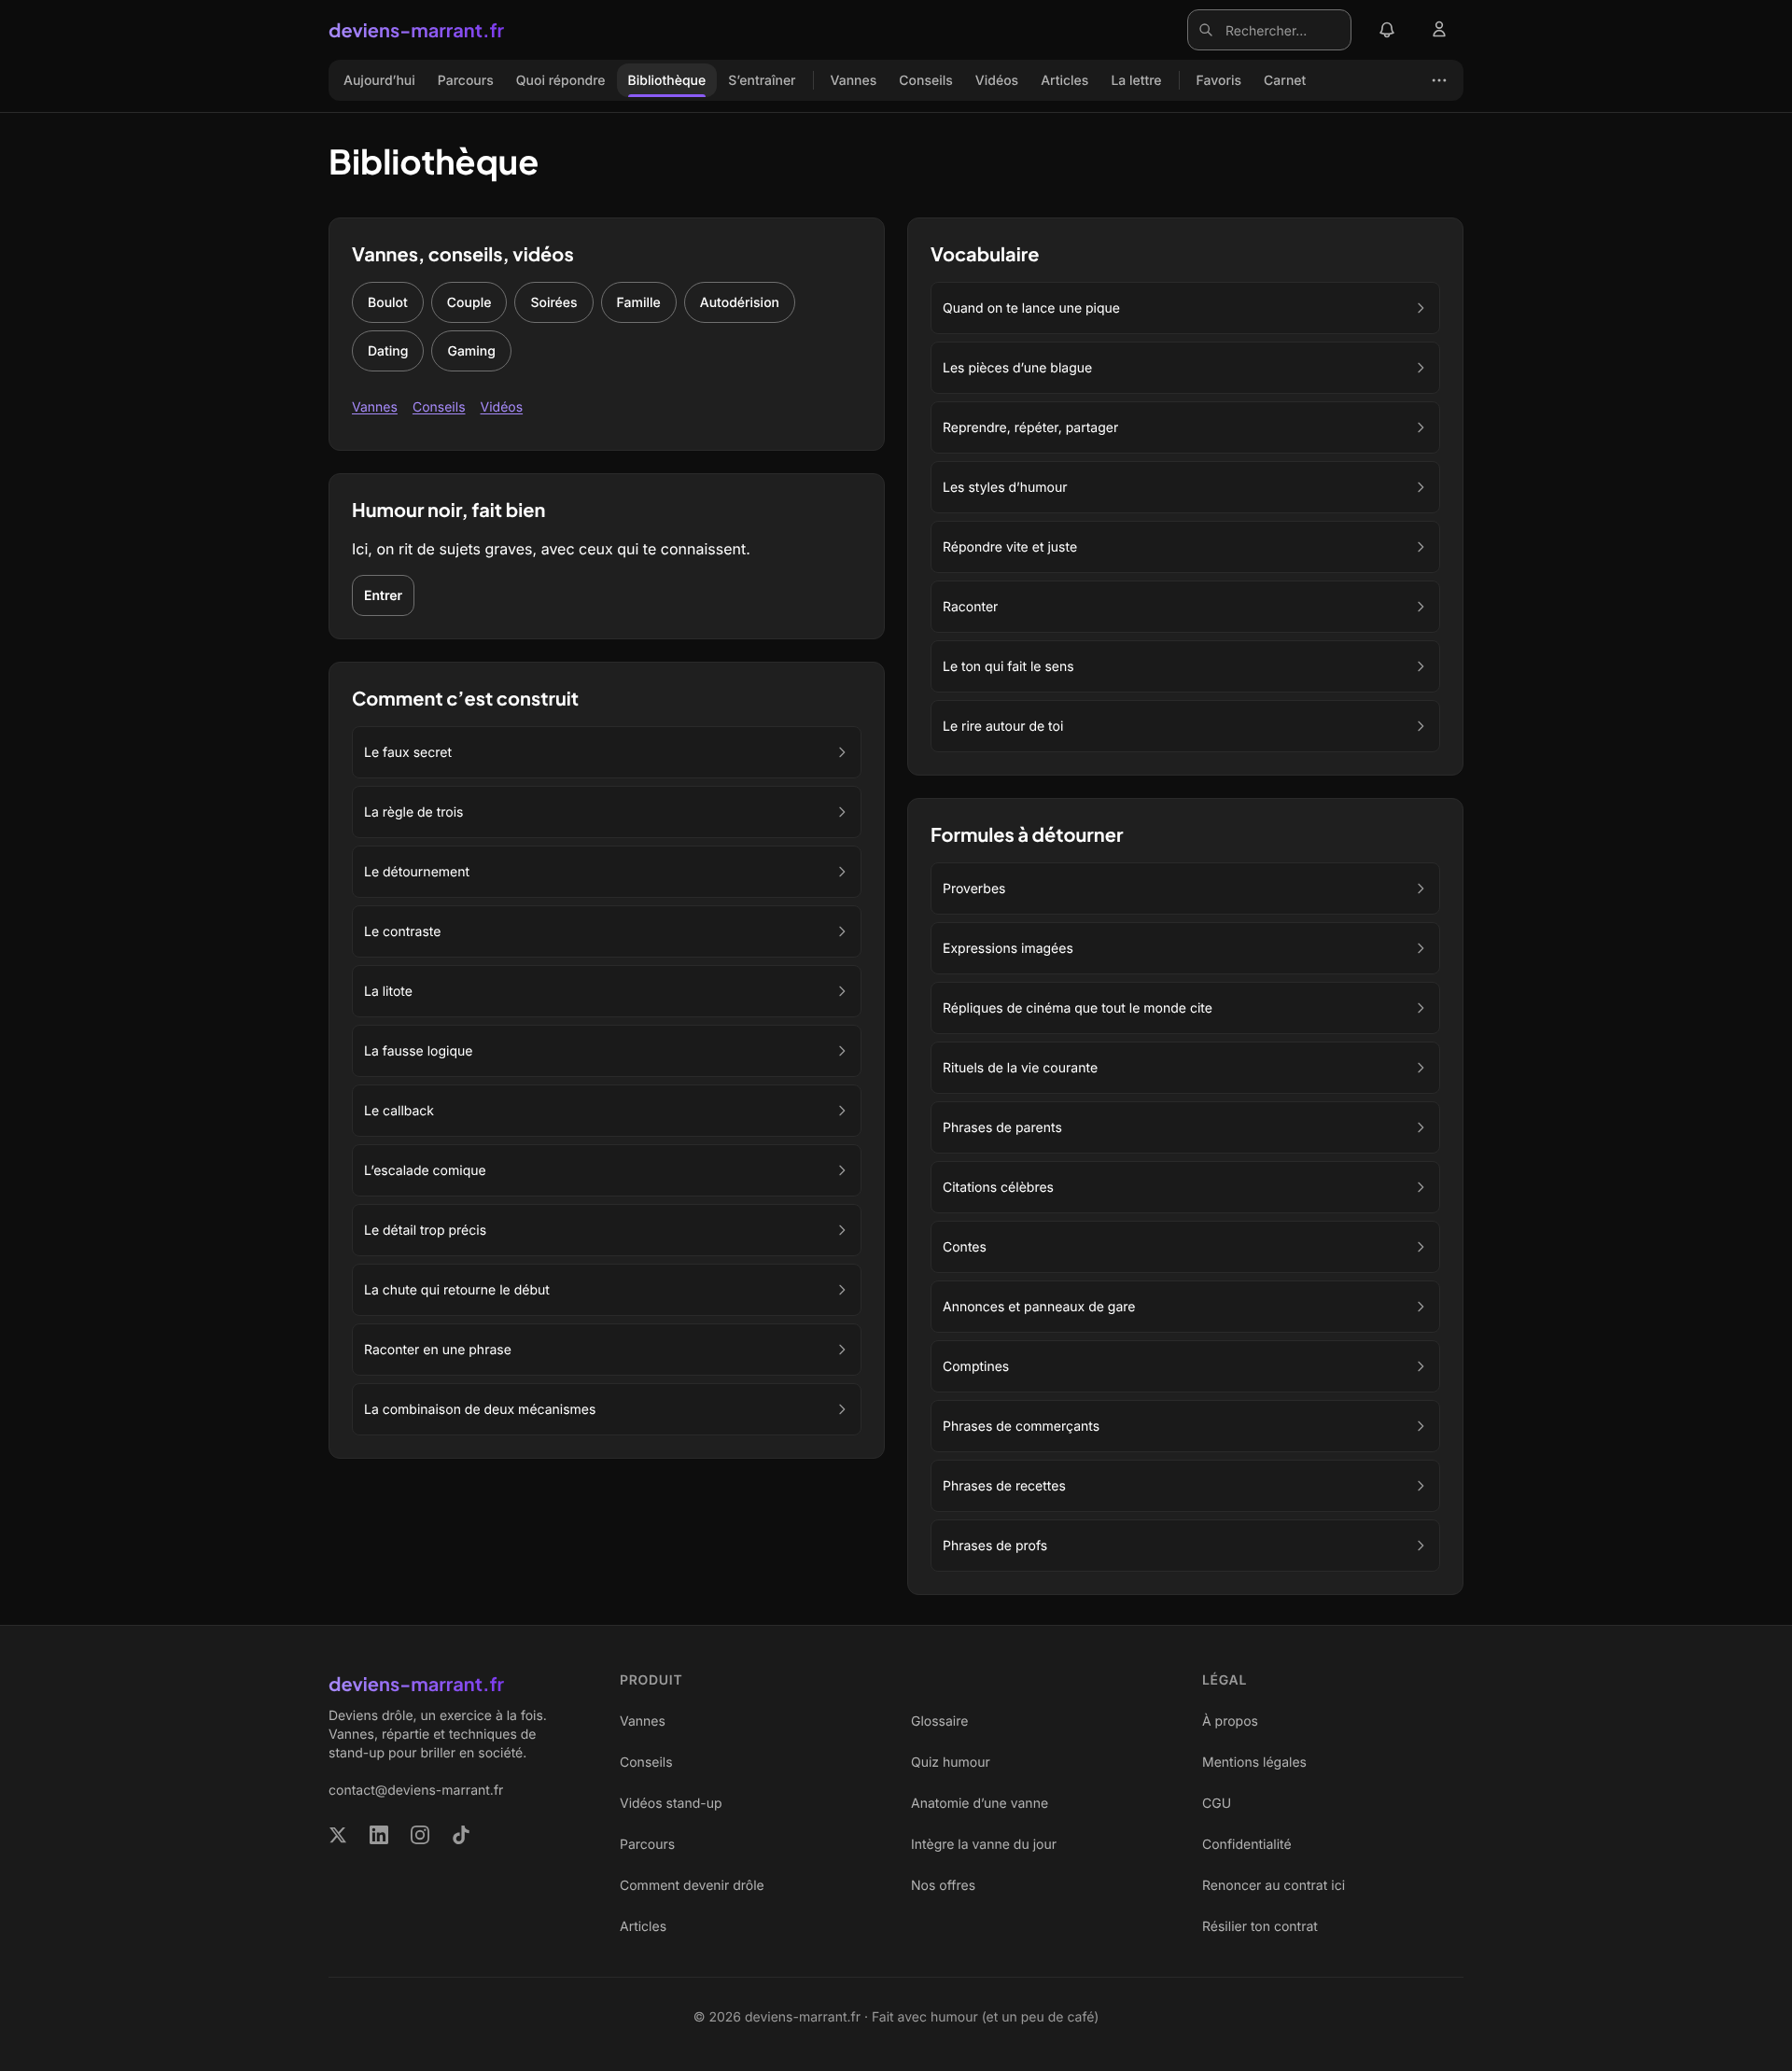 deviens-marrant.fr
Rechercher...
Aujourd’hui
Parcours
Quoi répondre
Bibliothèque
S’entraîner
Vannes
Conseils
Vidéos
Articles
La lettre
Favoris
Carnet
Bibliothèque
Vannes, conseils, vidéos
Boulot
Couple
Soirées
Famille
Autodérision
Dating
Gaming
Vannes
Conseils
Vidéos
Humour noir, fait bien
Ici, on rit de sujets graves, avec ceux qui te connaissent.
Entrer
Comment c’est construit
Le faux secret
La règle de trois
Le détournement
Le contraste
La litote
La fausse logique
Le callback
L’escalade comique
Le détail trop précis
La chute qui retourne le début
Raconter en une phrase
La combinaison de deux mécanismes
Vocabulaire
Quand on te lance une pique
Les pièces d’une blague
Reprendre, répéter, partager
Les styles d’humour
Répondre vite et juste
Raconter
Le ton qui fait le sens
Le rire autour de toi
Formules à détourner
Proverbes
Expressions imagées
Répliques de cinéma que tout le monde cite
Rituels de la vie courante
Phrases de parents
Citations célèbres
Contes
Annonces et panneaux de gare
Comptines
Phrases de commerçants
Phrases de recettes
Phrases de profs
deviens-marrant.fr
Deviens drôle, un exercice à la fois.
Vannes, répartie et techniques de
stand-up pour briller en société.
contact@deviens-marrant.fr
PRODUIT
Vannes
Conseils
Vidéos stand-up
Parcours
Comment devenir drôle
Articles
Glossaire
Quiz humour
Anatomie d’une vanne
Intègre la vanne du jour
Nos offres
LÉGAL
À propos
Mentions légales
CGU
Confidentialité
Renoncer au contrat ici
Résilier ton contrat
© 2026 deviens-marrant.fr · Fait avec humour (et un peu de café)